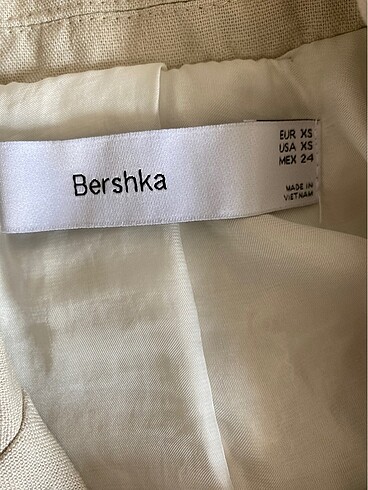 Bershka
EUR XS
USA XS
MEX 24
MADE IN
VIETNAM